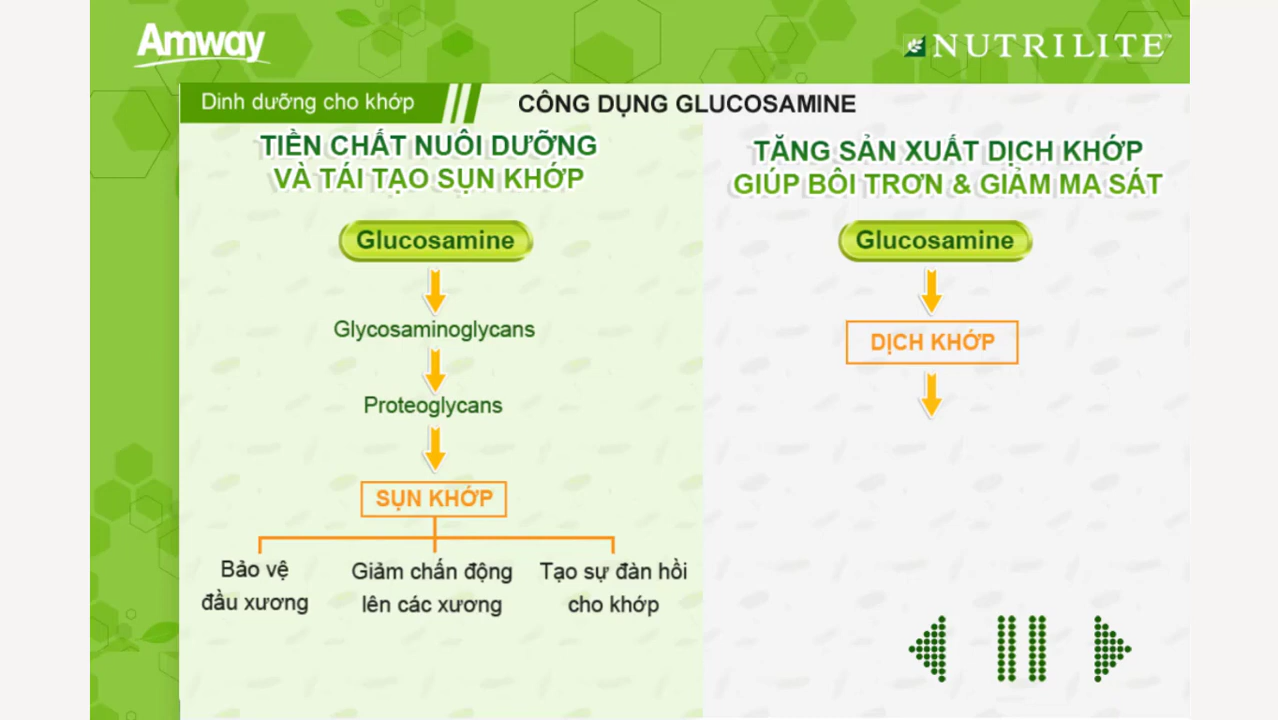 Amway
NUTRILITE™
Dinh dưỡng cho khớp
CÔNG DỤNG GLUCOSAMINE
TIỀN CHẤT NUÔI DƯỠNG
VÀ TÁI TẠO SỤN KHỚP
Glucosamine
Glycosaminoglycans
Proteoglycans
SỤN KHỚP
Bảo vệ
đầu xương
Giảm chấn động
lên các xương
Tạo sự đàn hồi
cho khớp
TĂNG SẢN XUẤT DỊCH KHỚP
GIÚP BÔI TRƠN & GIẢM MA SÁT
Glucosamine
DỊCH KHỚP